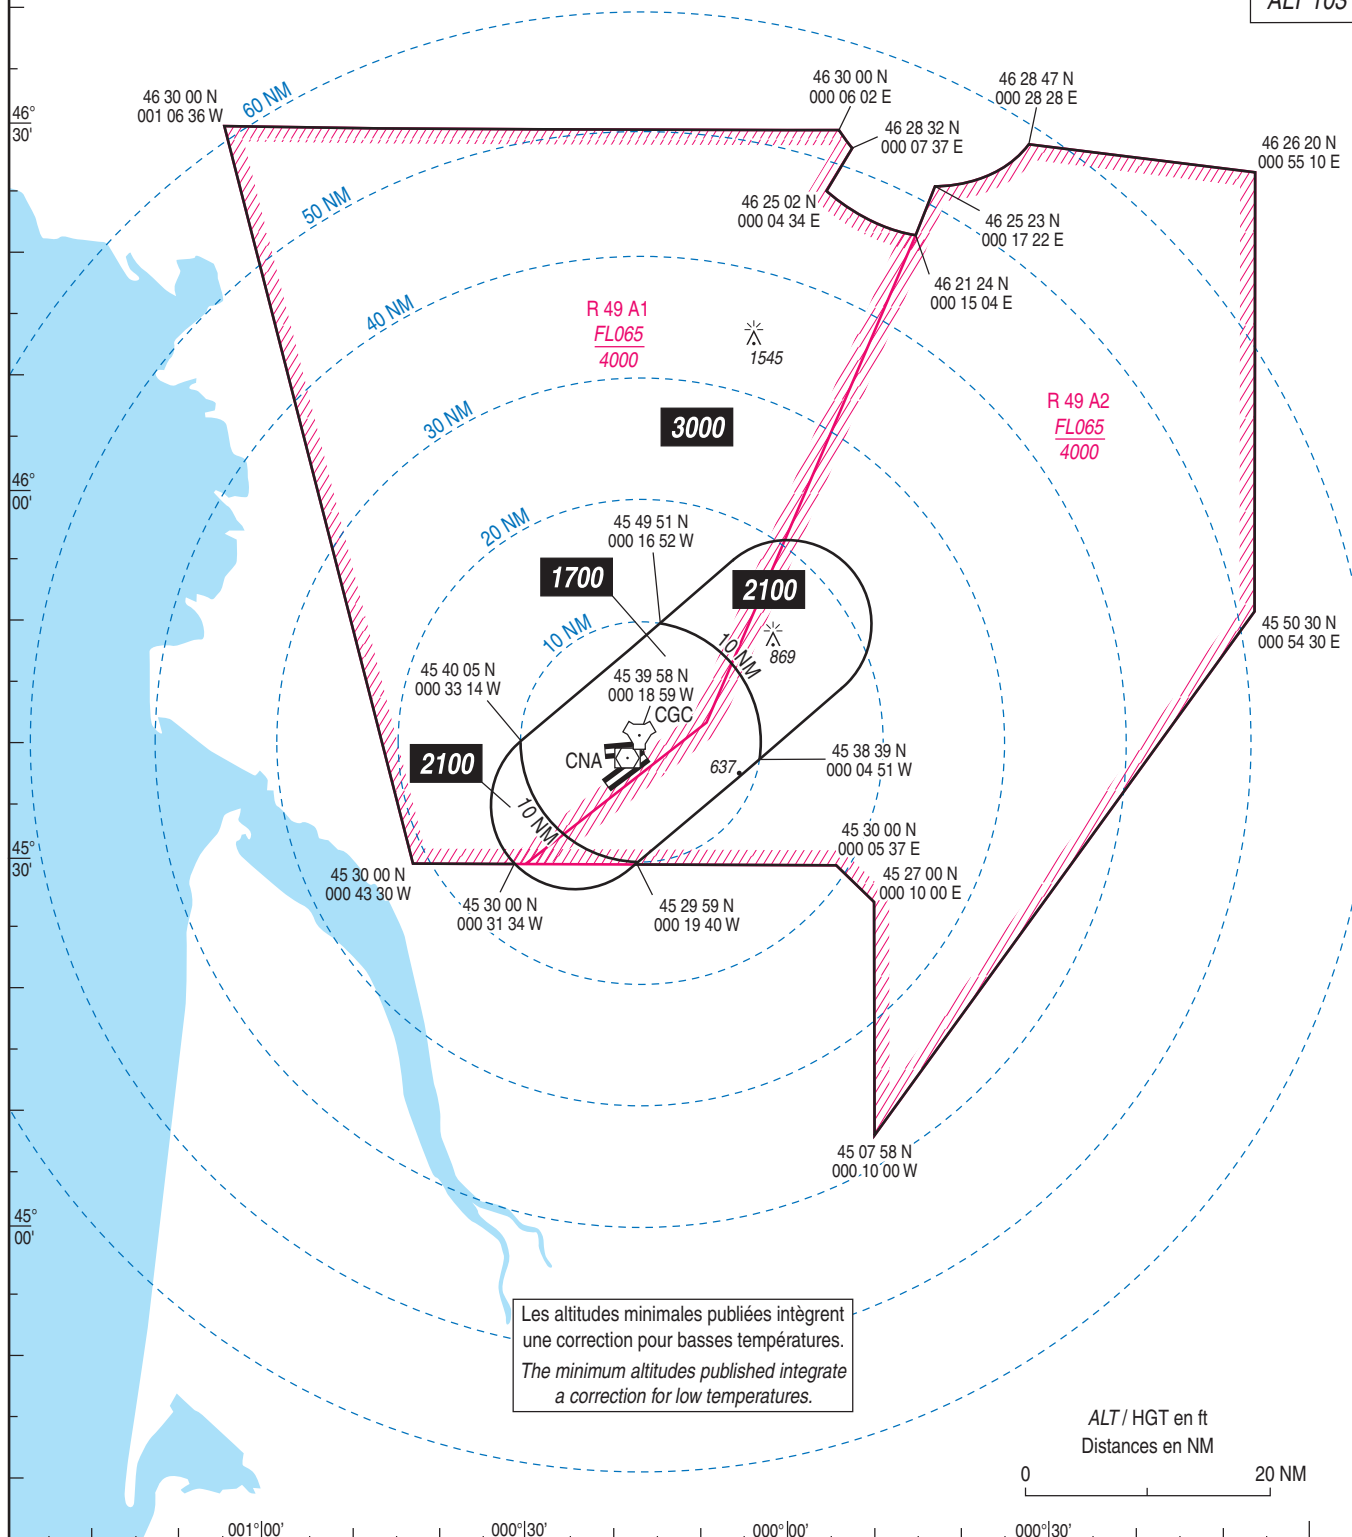 ALT 103
46 30 00 N
001 06 36 W
60 NM
46 30 00 N
000 06 02 E
46 28 47 N
000 28 28 E
46°
30'
46 28 32 N
000 07 37 E
46 26 20 N
000 55 10 E
50 NM
46 25 02 N
000 04 34 E
46 25 23 N
000 17 22 E
46 21 24 N
000 15 04 E
40 NM
R 49 A1
FL065
4000
1545
30 NM
3000
R 49 A2
FL065
4000
46°
00'
20 NM
45 49 51 N
000 16 52 W
1700
2100
10 NM
10 NM
869
45 50 30 N
000 54 30 E
45 40 05 N
000 33 14 W
45 39 58 N
000 18 59 W
CGC
CNA
2100
637
45 38 39 N
000 04 51 W
10 NM
45°
30'
45 30 00 N
000 43 30 W
45 30 00 N
000 05 37 E
45 27 00 N
000 10 00 E
45 30 00 N
000 31 34 W
45 29 59 N
000 19 40 W
45 07 58 N
000 10 00 W
45°
00'
Les altitudes minimales publiées intègrent
une correction pour basses températures.
The minimum altitudes published integrate
a correction for low temperatures.
ALT / HGT en ft
Distances en NM
0 20 NM
001°00' 000°30' 000°00' 000°30'